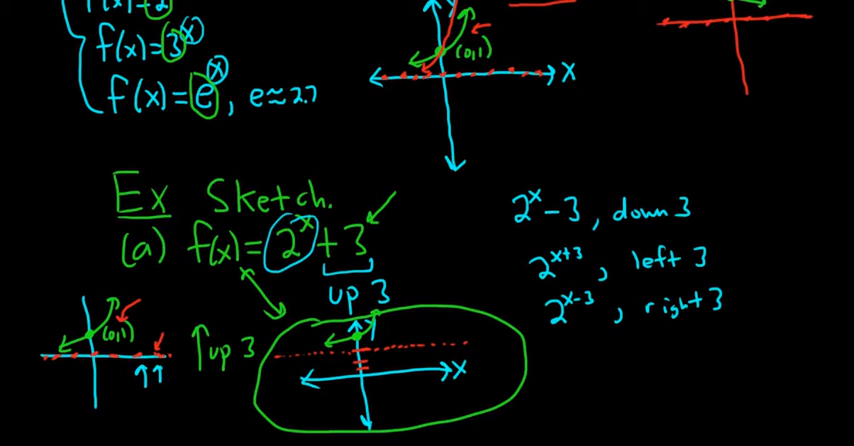 f(x) = 2
f(x) = 3^x
f(x) = e^x, e ≈ 2.7
y
(0,1)
x
Ex Sketch.
(a) f(x) = 2^x + 3
up 3
2^x - 3, down 3
2^(x+3), left 3
2^(x-3), right 3
(0,1)
↑ up 3
y
x